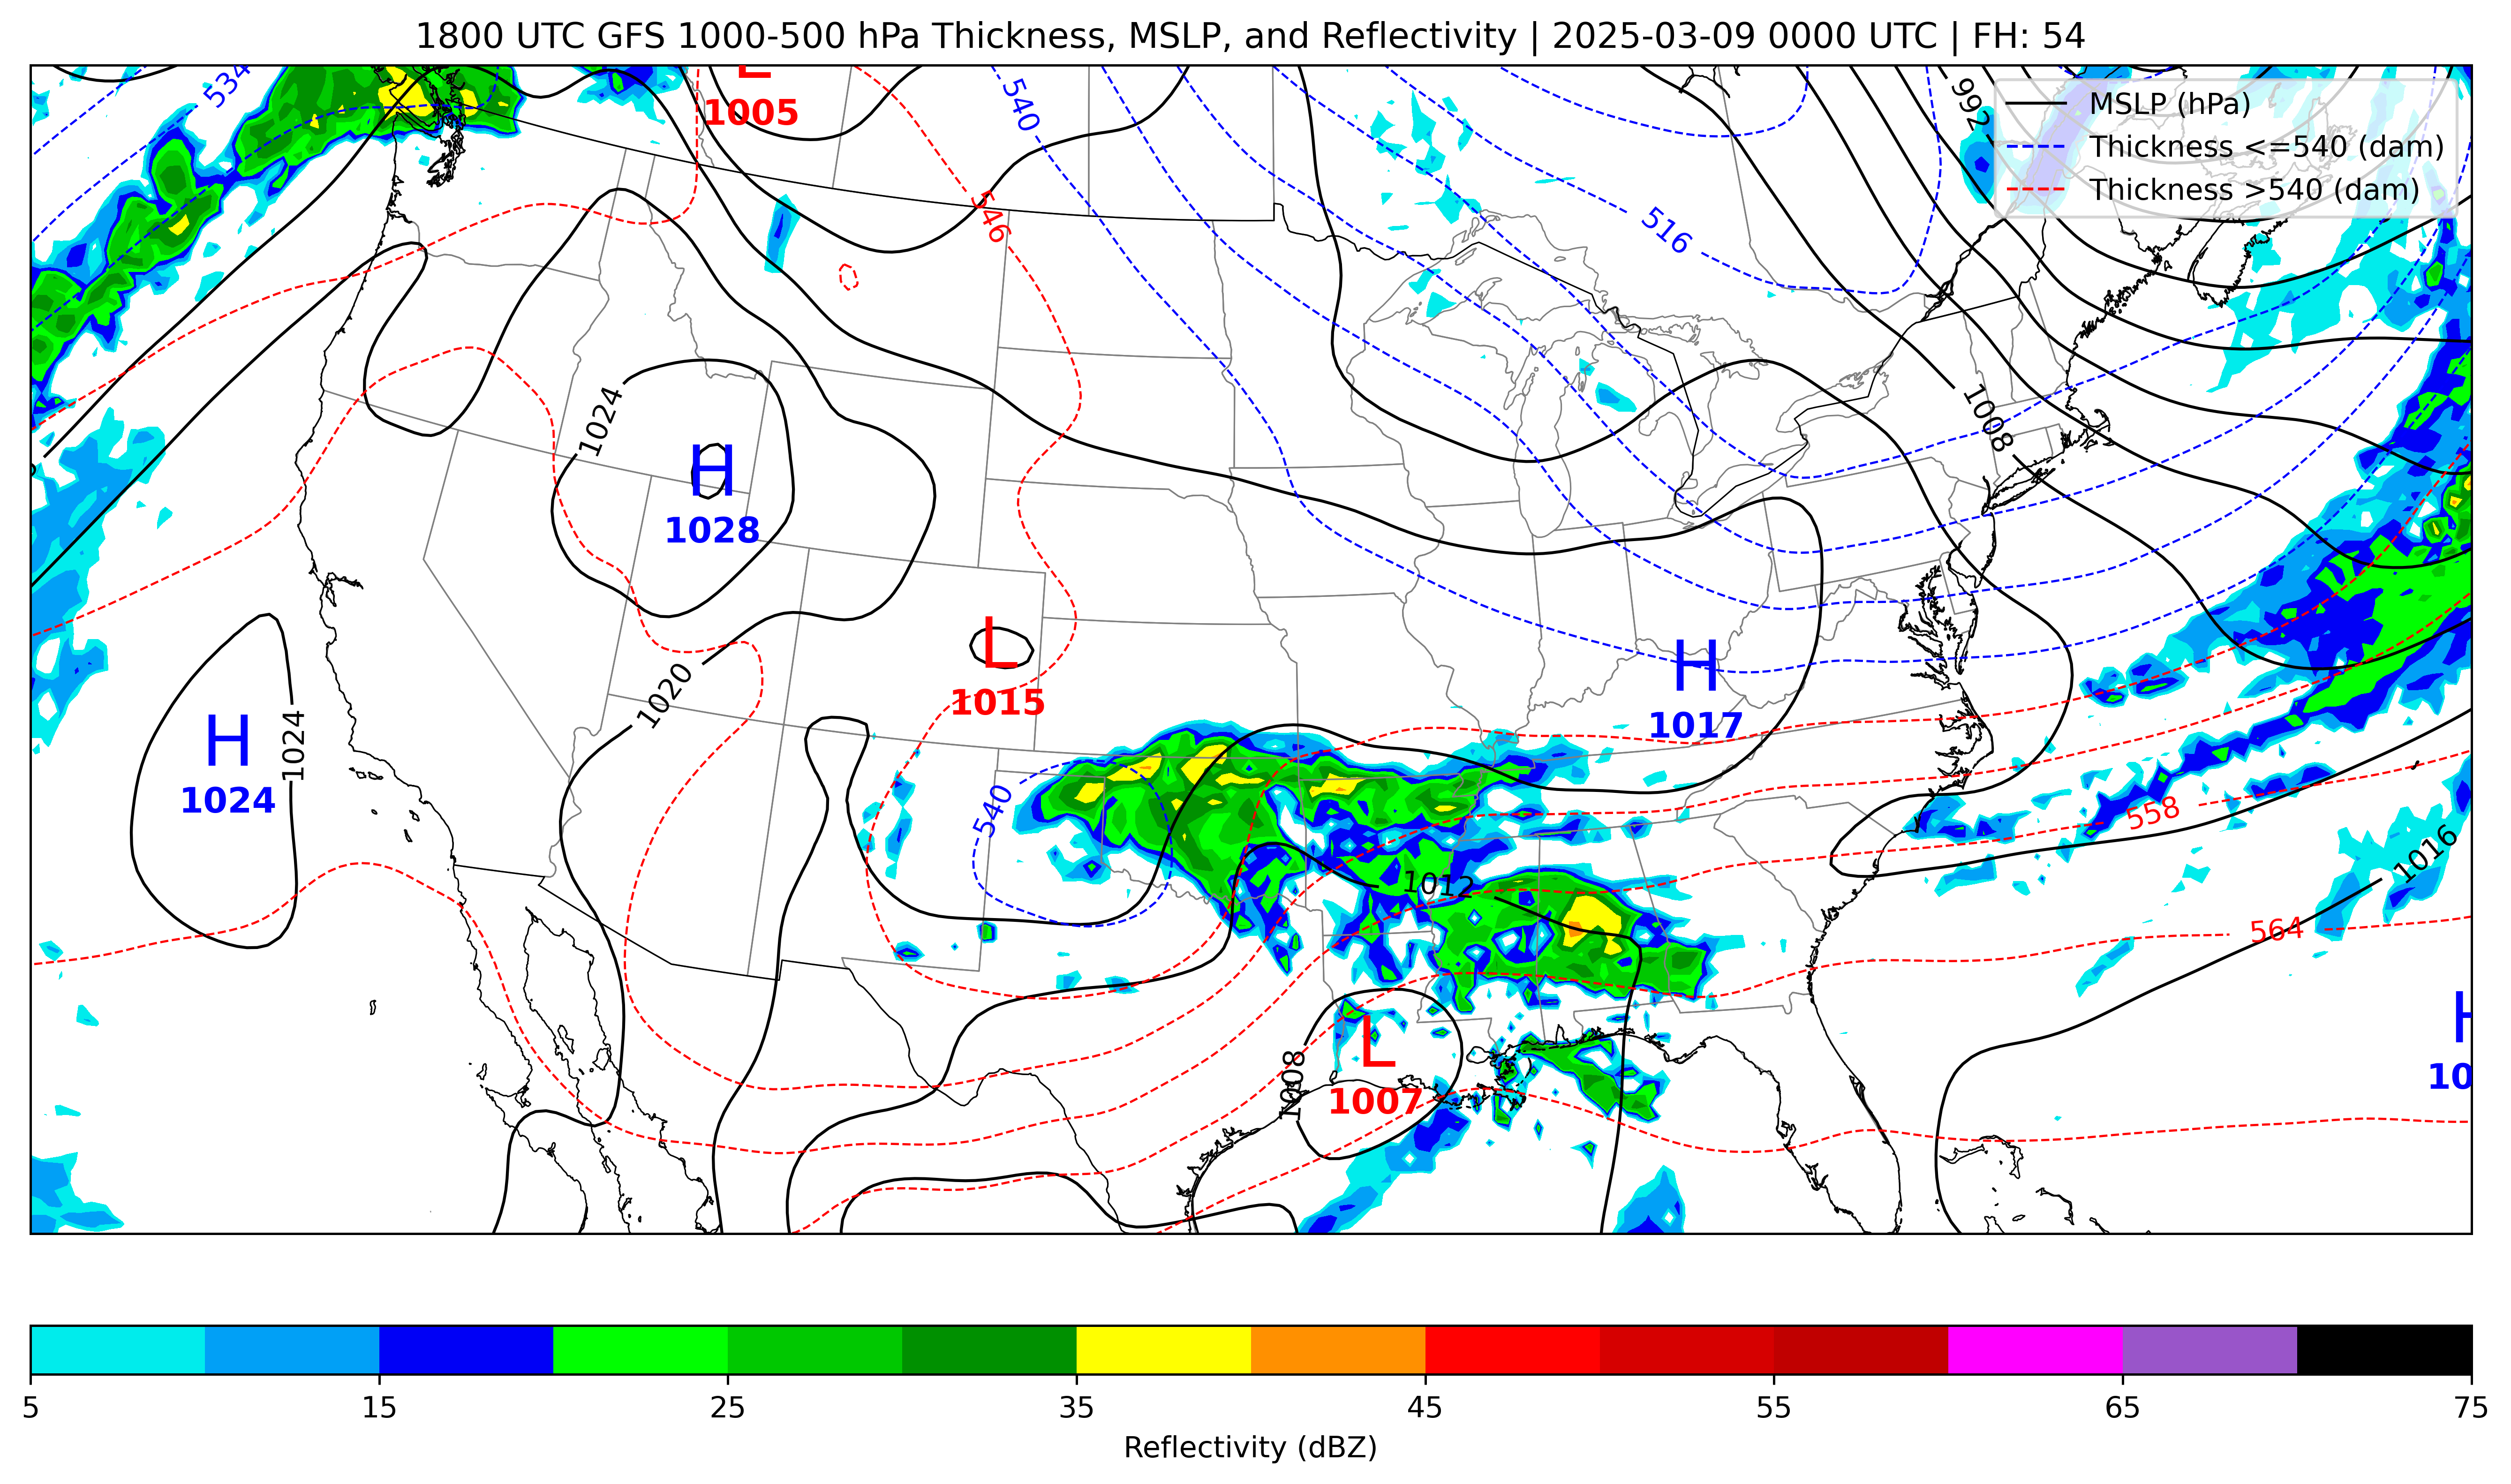 1800 UTC GFS 1000-500 hPa Thickness, MSLP, and Reflectivity | 2025-03-09 0000 UTC | FH: 54
534
L
1005
540
992
MSLP (hPa)
Thickness <=540 (dam)
Thickness >540 (dam)
546
516
1024
1008
H
1028
L
1015
1020
H
1017
H
1024
1024
540
558
1016
1012
564
H
10
L
1007
1008
5 15 25 35 45 55 65 75
Reflectivity (dBZ)